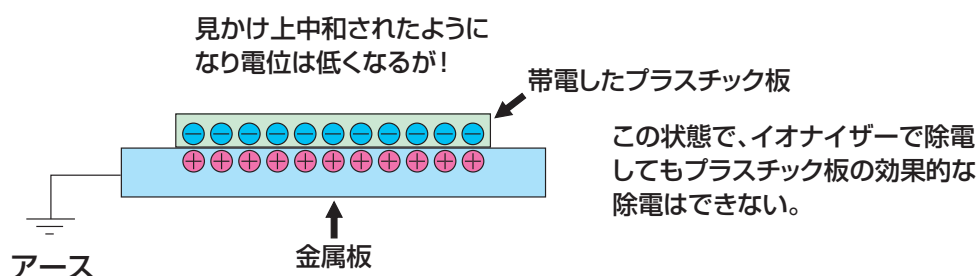 見かけ上中和されたように
なり電位は低くなるが!
帯電したプラスチック板
この状態で、イオナイザーで除電
してもプラスチック板の効果的な
除電はできない。
金属板
アース